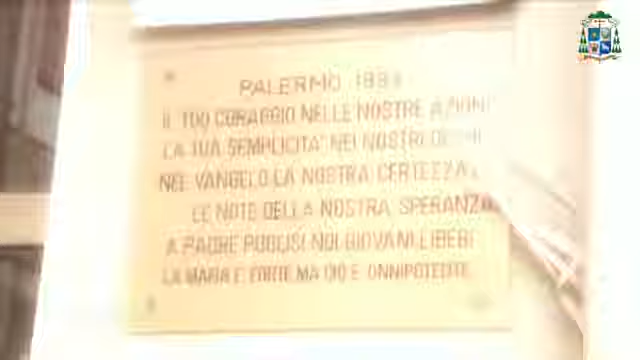 PALERMO 1993
IL TUO CORAGGIO NELLE NOSTRE AZIONI
LA TUA SEMPLICITA' NEI NOSTRI
NEL VANGELO LA NOSTRA CERTEZZA
LE NOTE DELLA NOSTRA SPERANZA
A PADRE PUGLISI NOI GIOVANI LIBERI
LA MAFIA E' FORTE MA DIO E' ONNIPOTENTE